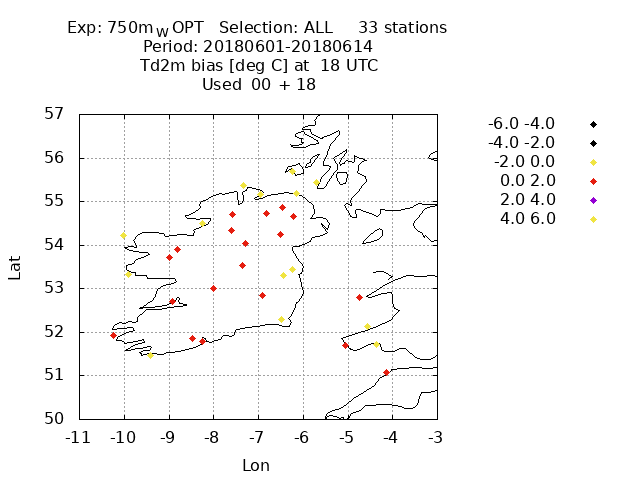 Exp: 750mWOPT   Selection: ALL     33 stations
Period: 20180601-20180614
Td2m bias [deg C] at  18 UTC
Used  00  + 18
57
56
55
54
53
52
51
50
-11 -10 -9 -8 -7 -6 -5 -4 -3
Lat
Lon
-6.0 -4.0
-4.0 -2.0
-2.0 0.0
0.0 2.0
2.0 4.0
4.0 6.0